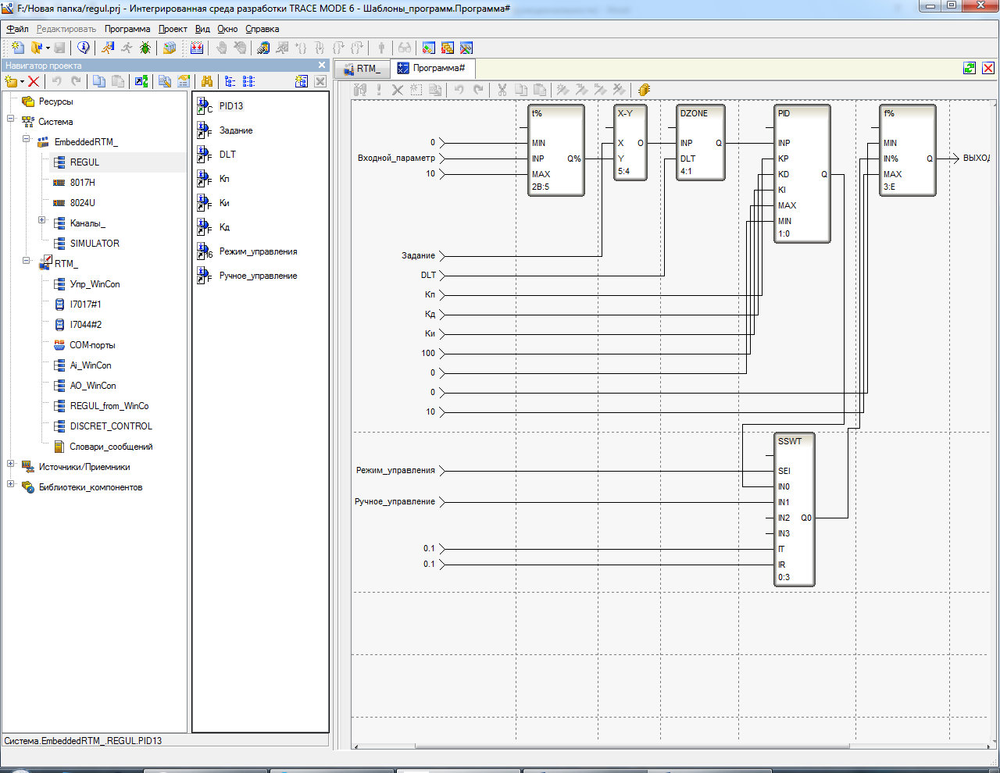 F:/Новая папка/regul.prj - Интегрированная среда разработки TRACE MODE 6 - Шаблоны_программ.Программа#
Файл Редактировать Программа Проект Вид Окно Справка
Навигатор проекта
Ресурсы
Система
EmbeddedRTM_
REGUL
8017H
8024U
Каналы_
SIMULATOR
RTM_
Упр_WinCon
I7017#1
I7044#2
COM-порты
Ai_WinCon
AO_WinCon
REGUL_from_WinCo
DISCRET_CONTROL
Словари_сообщений
Источники/Приемники
Библиотеки_компонентов
C PID13
F Задание
F DLT
F Кп
F Ки
F Кд
16 Режим_управления
F Ручное_управление
Система.EmbeddedRTM_.REGUL.PID13
RTM_ Программа#
t% X-Y DZONE PID f%
0 MIN X O INP Q INP MIN
Входной_параметр INP Q% Y DLT KP IN% Q ВЫХОД
10 MAX 5:4 4:1 KD Q MAX
2B:5 KI 3:E
MAX
MIN
1:0
Задание
DLT
Кп
Кд
Ки
100
0
0
10
SSWT
Режим_управления SEI
IN0
Ручное_управление IN1
IN2 Q0
IN3
0.1 IT
0.1 IR
0:3